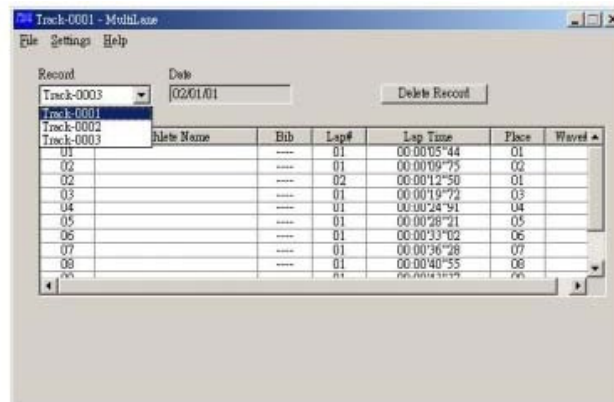 Track-0001 - MultiLane
File Settings Help
Record Date
Track-0003 02/01/01 Delete Record
Track-0001
Track-0002
Track-0003 hlete Name Bib Lap# Lap Time Place
01 ---- 01 00:00'05"44 01
02 ---- 01 00:00'09"75 02
02 ---- 02 00:00'12"50 01
03 ---- 01 00:00'19"72 03
04 ---- 01 00:00'24"91 04
05 ---- 01 00:00'28"21 05
06 ---- 01 00:00'33"02 06
07 ---- 01 00:00'36"28 07
08 ---- 01 00:00'40"55 08